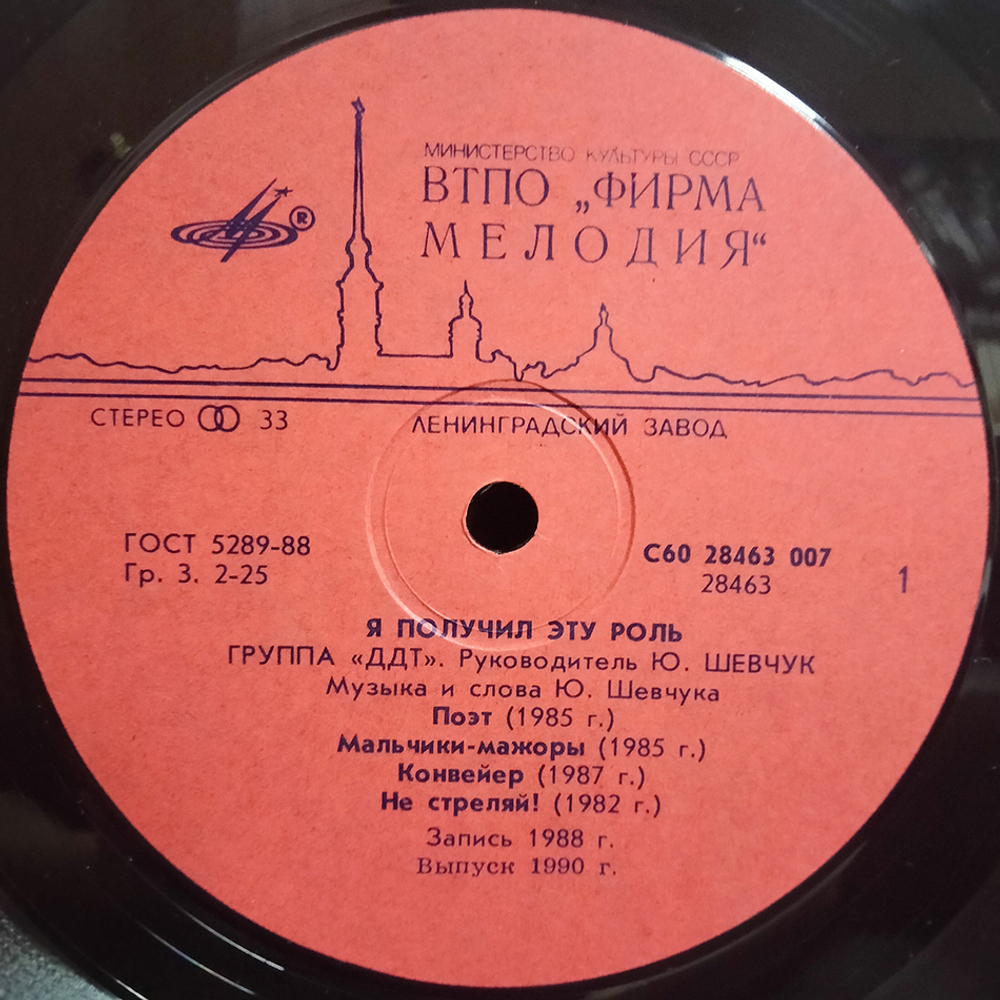 МИНИСТЕРСТВО КУЛЬТУРЫ СССР
ВТПО „ФИРМА
МЕЛОДИЯ“
®
СТЕРЕО 33
ЛЕНИНГРАДСКИЙ ЗАВОД
ГОСТ 5289-88
Гр. 3. 2-25
С60 28463 007
28463
1
Я ПОЛУЧИЛ ЭТУ РОЛЬ
ГРУППА «ДДТ». Руководитель Ю. ШЕВЧУК
Музыка и слова Ю. Шевчука
Поэт (1985 г.)
Мальчики-мажоры (1985 г.)
Конвейер (1987 г.)
Не стреляй! (1982 г.)
Запись 1988 г.
Выпуск 1990 г.